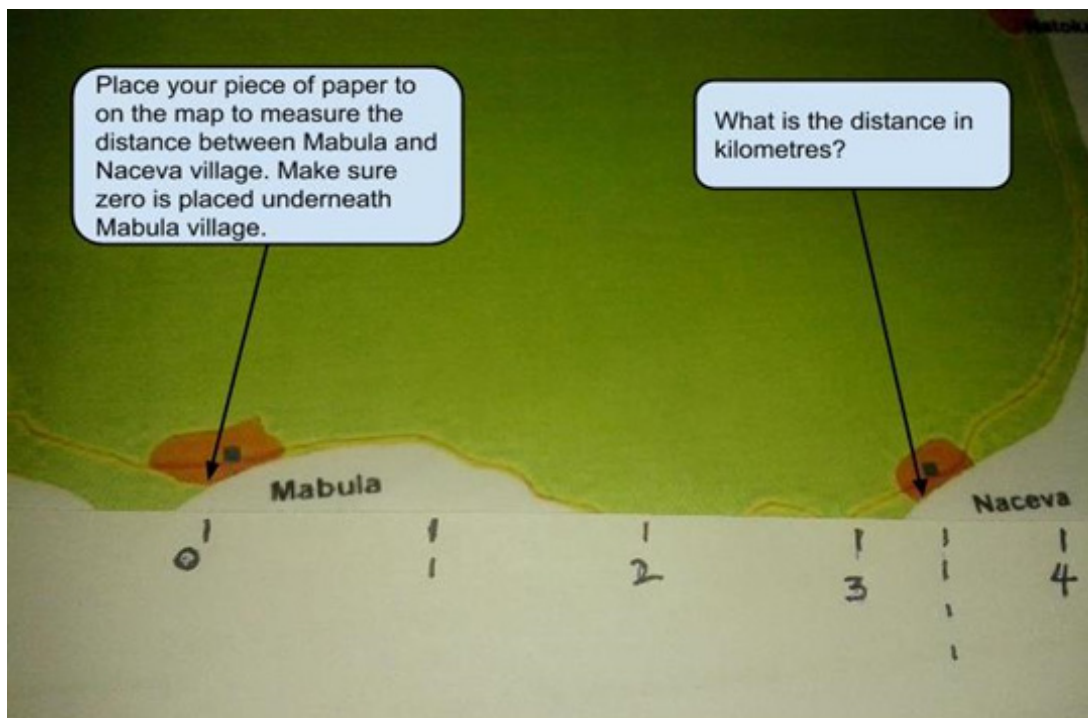 Place your piece of paper to
on the map to measure the
distance between Mabula and
Naceva village. Make sure
zero is placed underneath
Mabula village.
What is the distance in
kilometres?
Mabula
Naceva
0 1 2 3 4